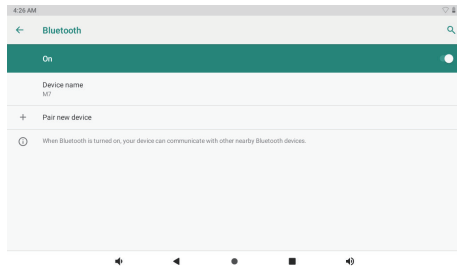 4:26 AM
Bluetooth
On
Device name
M7
Pair new device
When Bluetooth is turned on, your device can communicate with other nearby Bluetooth devices.